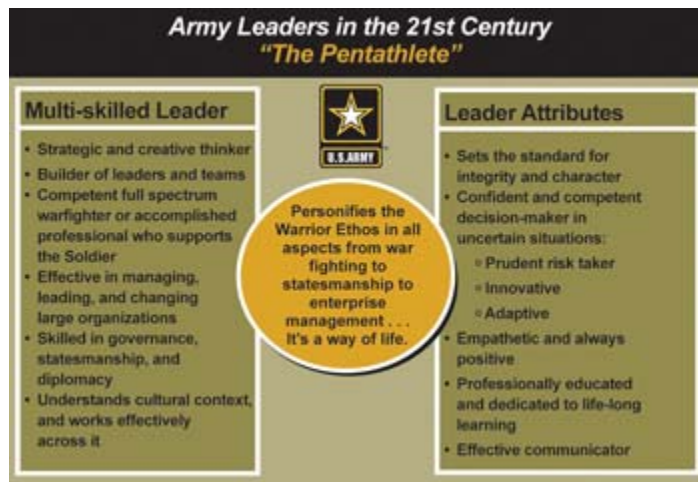 Army Leaders in the 21st Century
"The Pentathlete"
Multi-skilled Leader
• Strategic and creative thinker
• Builder of leaders and teams
• Competent full spectrum
warfighter or accomplished
professional who supports
the Soldier
• Effective in managing,
leading, and changing
large organizations
• Skilled in governance,
statesmanship, and
diplomacy
• Understands cultural context,
and works effectively
across it
U.S.ARMY
Personifies the
Warrior Ethos in all
aspects from war
fighting to
statesmanship to
enterprise
management . . .
It's a way of life.
Leader Attributes
• Sets the standard for
integrity and character
• Confident and competent
decision-maker in
uncertain situations:
▫ Prudent risk taker
▫ Innovative
▫ Adaptive
• Empathetic and always
positive
• Professionally educated
and dedicated to life-long
learning
• Effective communicator